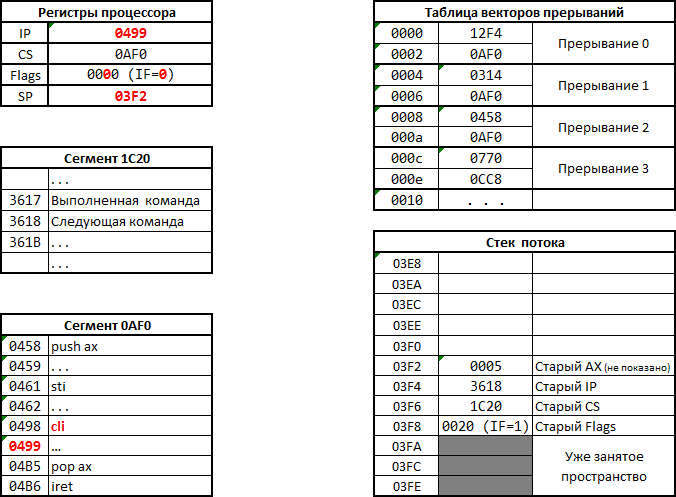 Регистры процессора
IP 0499
CS 0AF0
Flags 0000 (IF=0)
SP 03F2
Сегмент 1C20
...
3617 Выполненная команда
3618 Следующая команда
361B ...
...
Сегмент 0AF0
0458 push ax
0459 ...
0461 sti
0462 ...
0498 cli
0499 ...
04B5 pop ax
04B6 iret
Таблица векторов прерываний
0000 12F4 Прерывание 0
0002 0AF0
0004 0314 Прерывание 1
0006 0AF0
0008 0458 Прерывание 2
000a 0AF0
000c 0770 Прерывание 3
000e 0CC8
0010 . . .
Стек потока
03E8
03EA
03EC
03EE
03F0
03F2 0005 Старый AX (не показано)
03F4 3618 Старый IP
03F6 1C20 Старый CS
03F8 0020 (IF=1) Старый Flags
03FA
03FC Уже занятое
03FE пространство